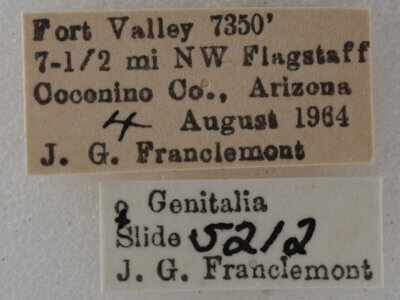 Fort Valley 7350'
7-1/2 mi NW Flagstaff
Coconino Co., Arizona
4 August 1964
J. G. Franclemont
♀ Genitalia
Slide 5212
J. G. Franclemont